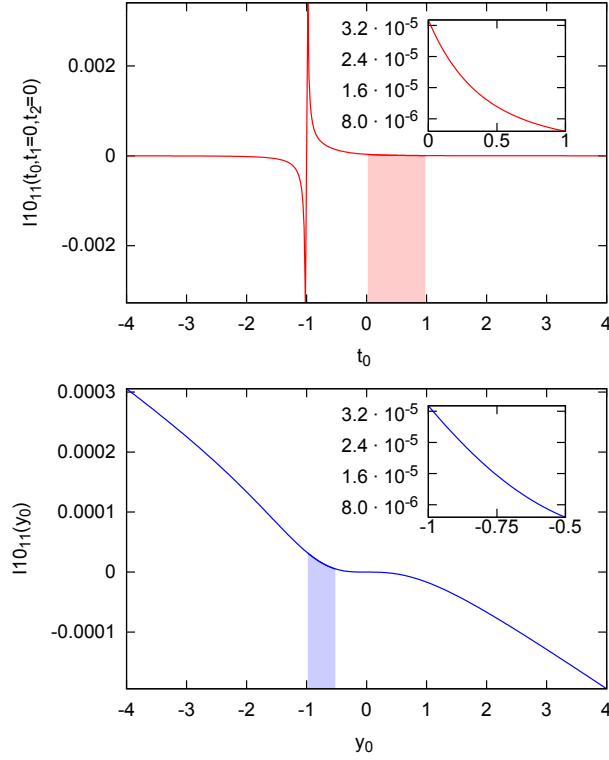 I10₁₁(t₀,t₁=0,t₂=0)
0.002
0
-0.002
-4 -3 -2 -1 0 1 2 3 4
t₀
3.2 · 10⁻⁵
2.4 · 10⁻⁵
1.6 · 10⁻⁵
8.0 · 10⁻⁶
0 0.5 1
I10₁₁(y₀)
0.0003
0.0002
0.0001
0
-0.0001
-4 -3 -2 -1 0 1 2 3 4
y₀
3.2 · 10⁻⁵
2.4 · 10⁻⁵
1.6 · 10⁻⁵
8.0 · 10⁻⁶
-1 -0.75 -0.5